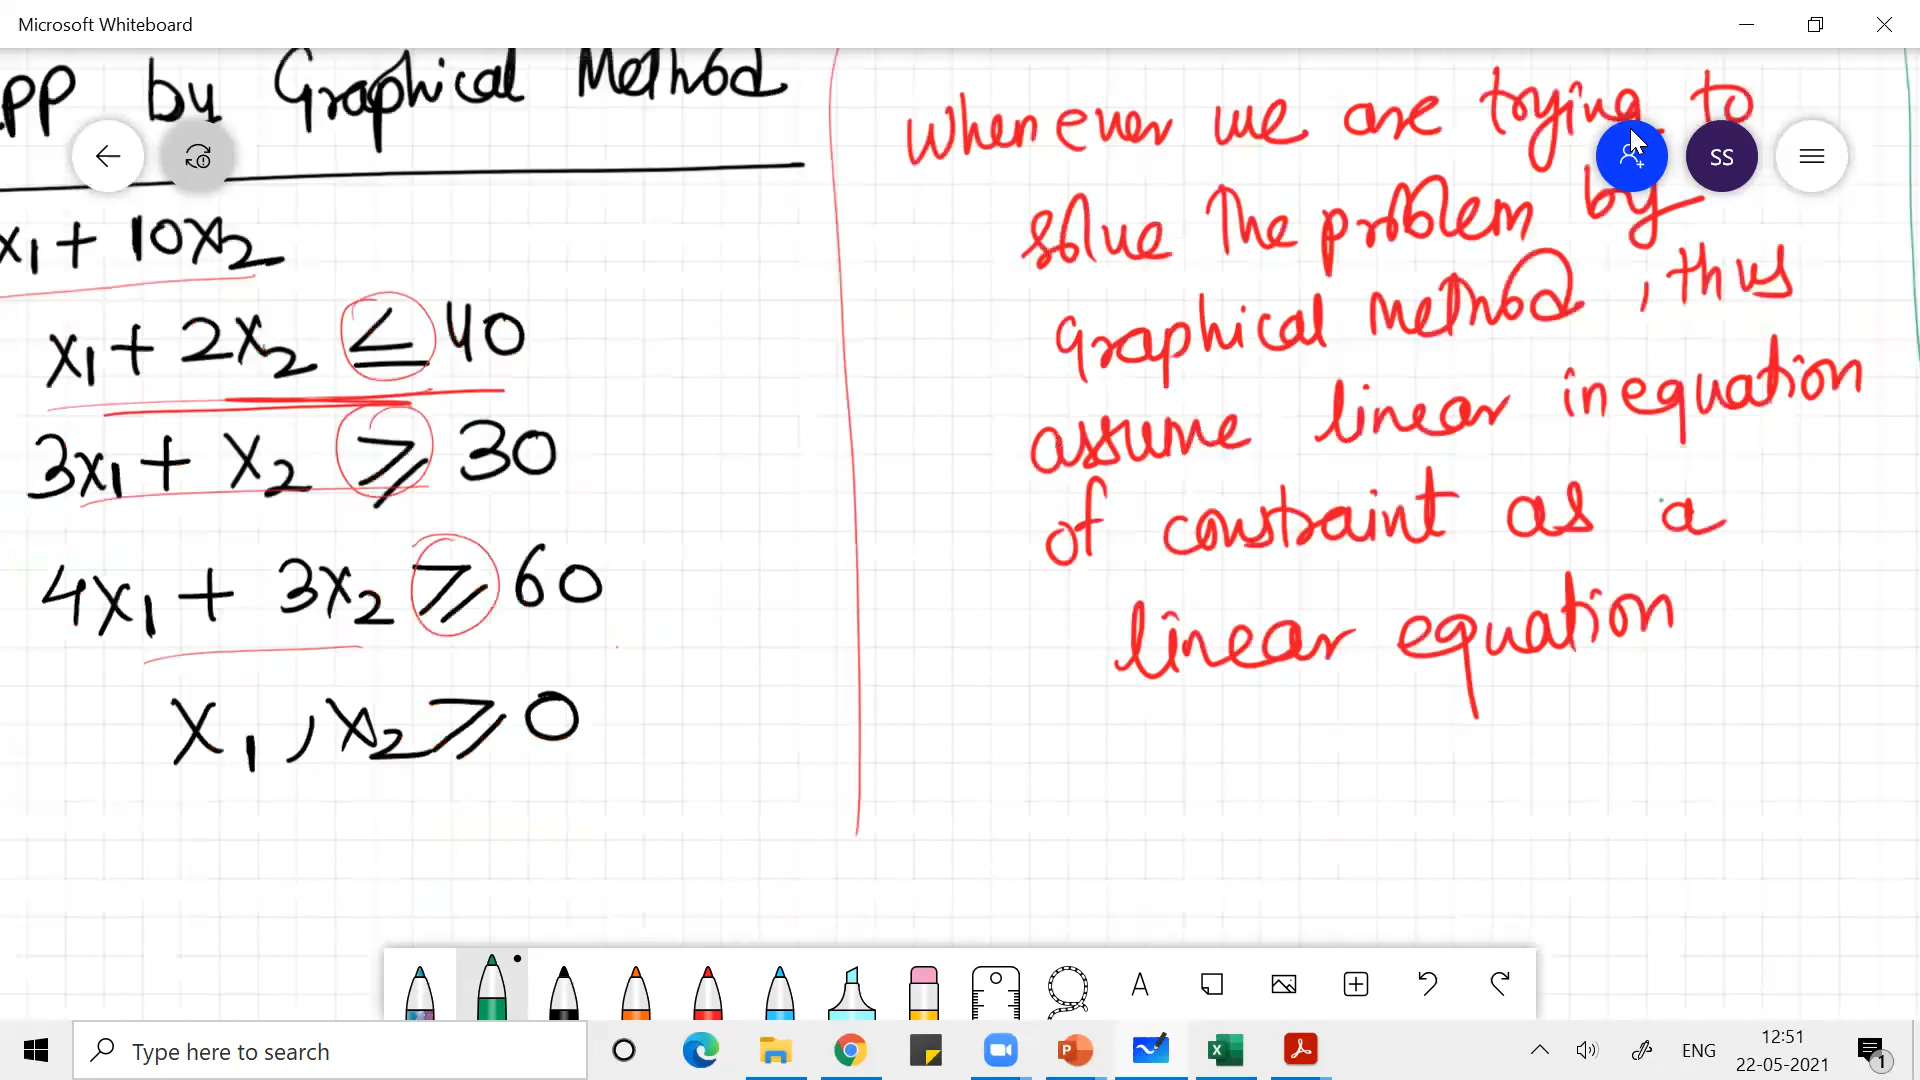 Microsoft Whiteboard
PP by Graphical Method
x1 + 10x2
x1 + 2x2 ≤ 40
3x1 + x2 ≥ 30
4x1 + 3x2 ≥ 60
x1, x2 ≥ 0
Whenever we are trying to
solve the problem by
Graphical Method, thus
assume linear inequation
of constraint as a
linear equation
SS
A
Type here to search
ENG
12:51
22-05-2021
1